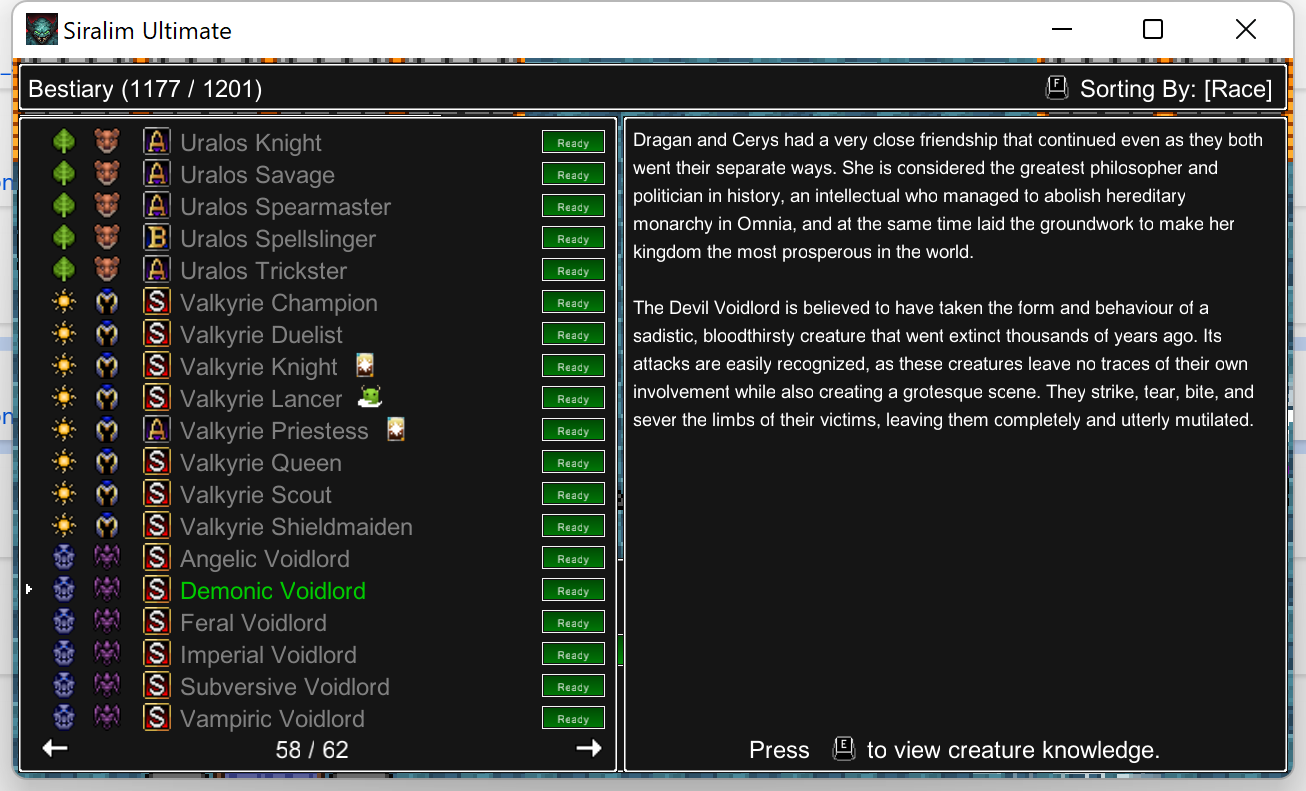 Siralim Ultimate
Bestiary (1177 / 1201)
F Sorting By: [Race]
A Uralos Knight Ready
A Uralos Savage Ready
A Uralos Spearmaster Ready
B Uralos Spellslinger Ready
A Uralos Trickster Ready
S Valkyrie Champion Ready
S Valkyrie Duelist Ready
S Valkyrie Knight Ready
S Valkyrie Lancer Ready
A Valkyrie Priestess Ready
S Valkyrie Queen Ready
S Valkyrie Scout Ready
S Valkyrie Shieldmaiden Ready
S Angelic Voidlord Ready
S Demonic Voidlord Ready
S Feral Voidlord Ready
S Imperial Voidlord Ready
S Subversive Voidlord Ready
S Vampiric Voidlord Ready
58 / 62
Dragan and Cerys had a very close friendship that continued even as they both
went their separate ways. She is considered the greatest philosopher and
politician in history, an intellectual who managed to abolish hereditary
monarchy in Omnia, and at the same time laid the groundwork to make her
kingdom the most prosperous in the world.
The Devil Voidlord is believed to have taken the form and behaviour of a
sadistic, bloodthirsty creature that went extinct thousands of years ago. Its
attacks are easily recognized, as these creatures leave no traces of their own
involvement while also creating a grotesque scene. They strike, tear, bite, and
sever the limbs of their victims, leaving them completely and utterly mutilated.
Press E to view creature knowledge.